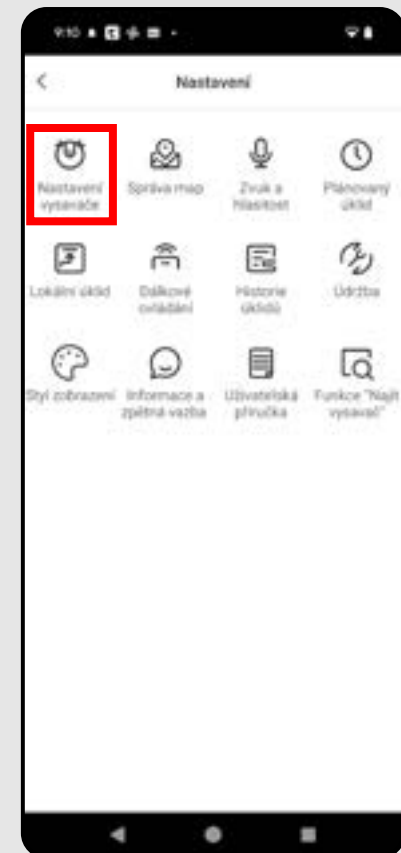 9:10
Nastavení
Nastavení
vysavače
Správa map
Zvuk a
hlasitost
Plánovaný
úklid
Lokální úklid
Dálkové
ovládání
Historie
úklidů
Údržba
Styl zobrazení
Informace a
zpětná vazba
Uživatelská
příručka
Funkce "Najít
vysavač"